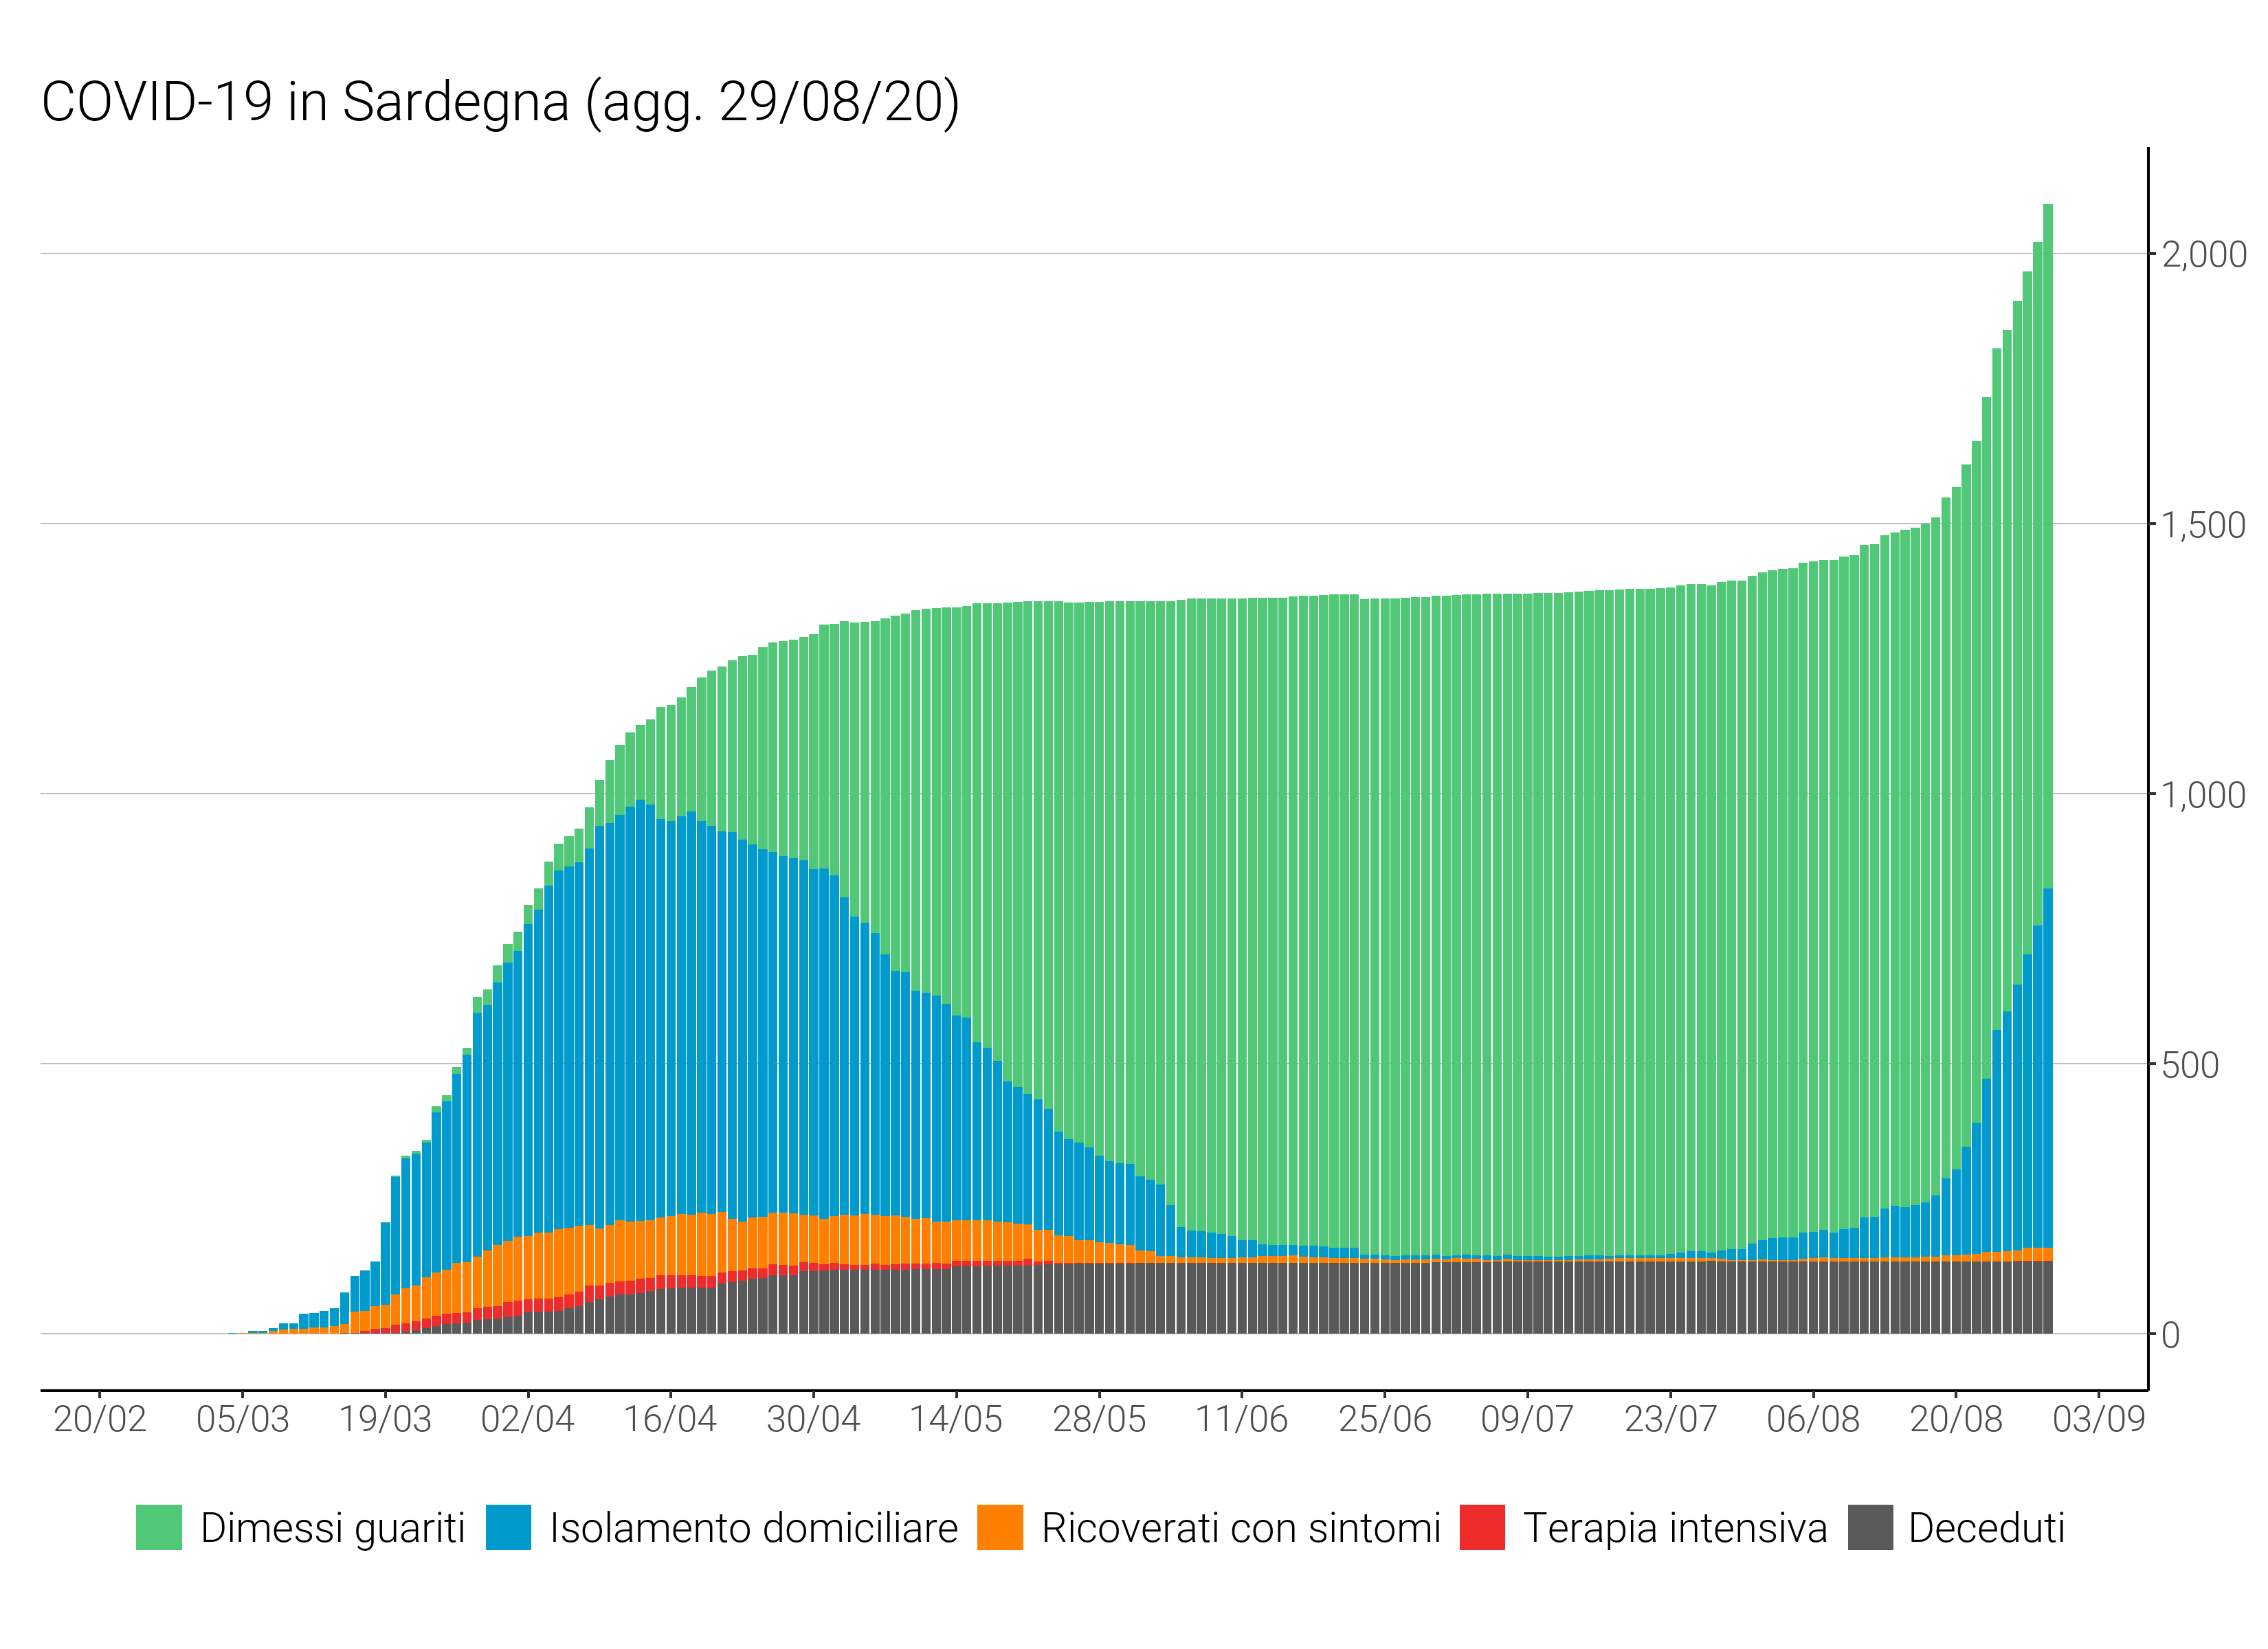 COVID-19 in Sardegna (agg. 29/08/20)
2,000
1,500
1,000
500
0
20/02 05/03 19/03 02/04 16/04 30/04 14/05 28/05 11/06 25/06 09/07 23/07 06/08 20/08 03/09
Dimessi guariti Isolamento domiciliare Ricoverati con sintomi Terapia intensiva Deceduti